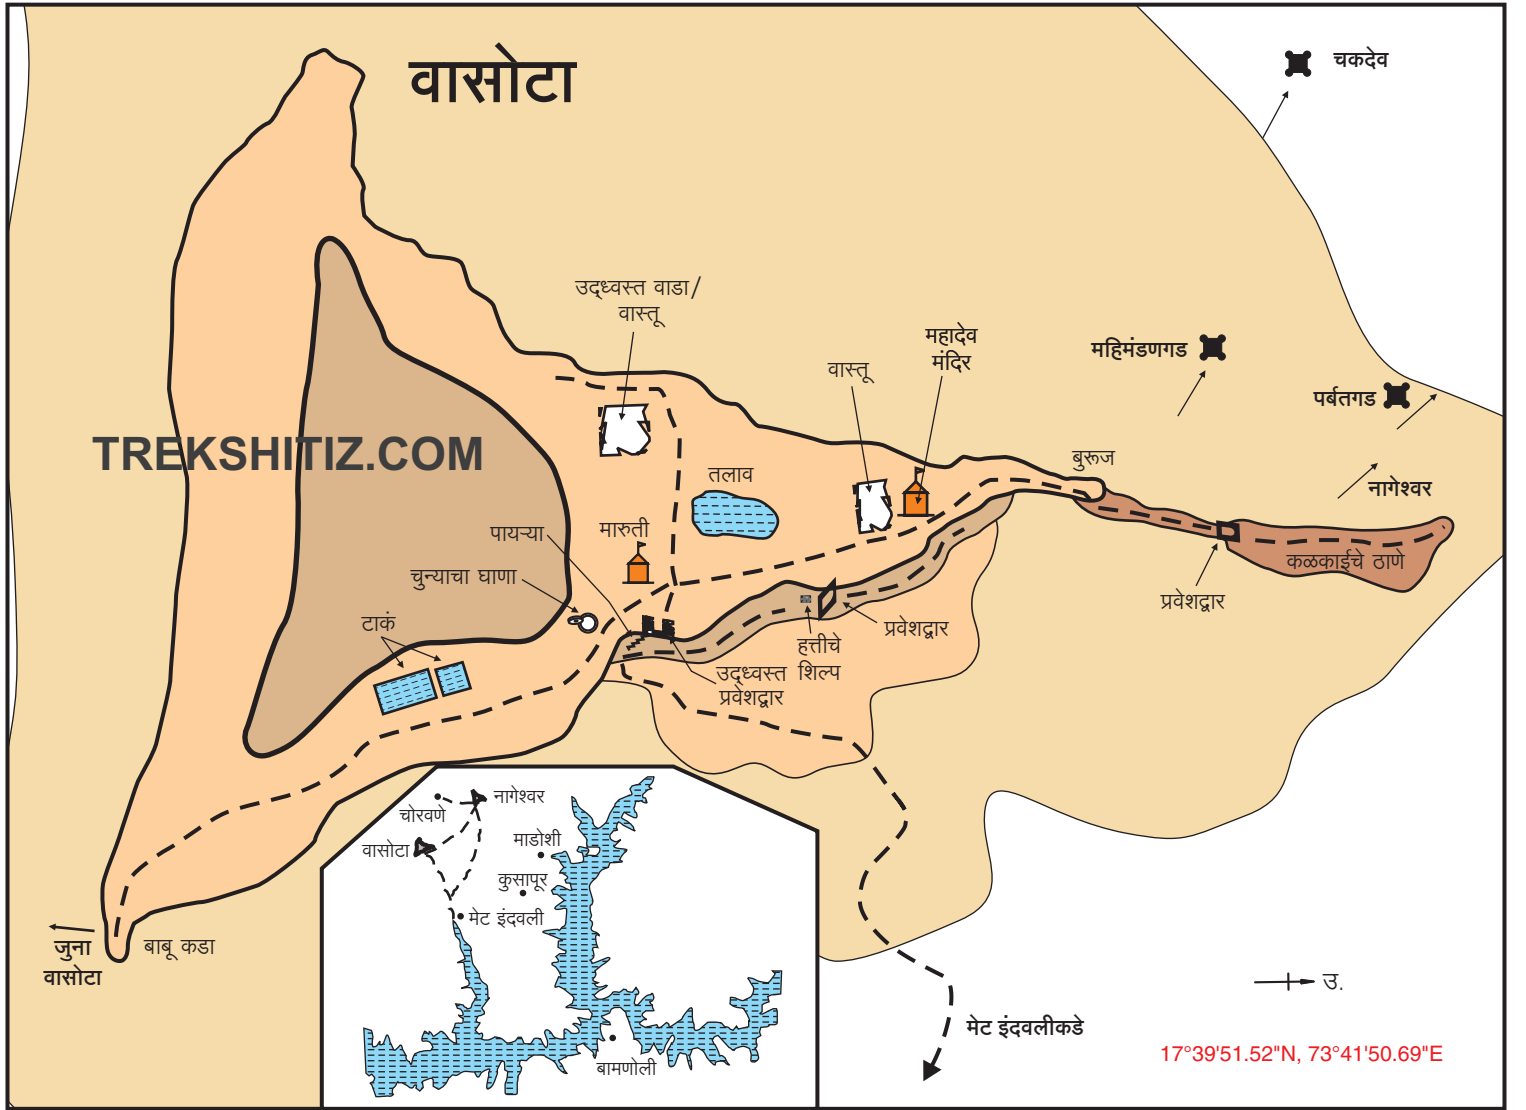 वासोटा
चकदेव
उद्ध्वस्त वाडा/
वास्तू
महादेव
मंदिर
वास्तू
महिमंडणगड
पर्बतगड
TREKSHITIZ.COM
तलाव
बुरूज
नागेश्वर
पायऱ्या
मारुती
चुन्याचा घाणा
कळकाईचे ठाणे
प्रवेशद्वार
टाकं
प्रवेशद्वार
हत्तीचे
शिल्प
उद्ध्वस्त
प्रवेशद्वार
नागेश्वर
चोरवणे
वासोटा
माडोशी
कुसापूर
मेट इंदवली
बामणोली
जुना
वासोटा
बाबू कडा
उ.
मेट इंदवलीकडे
17°39'51.52"N, 73°41'50.69"E